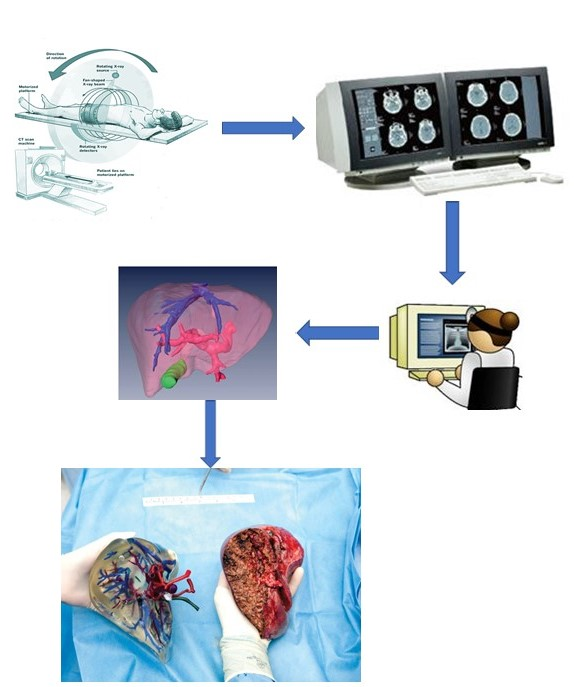 Direction
of rotation
Rotating X-ray
source
Fan-shaped
X-ray beam
Motorized
platform
CT scan
machine
Rotating X-ray
detectors
Patient lies on
motorized platform